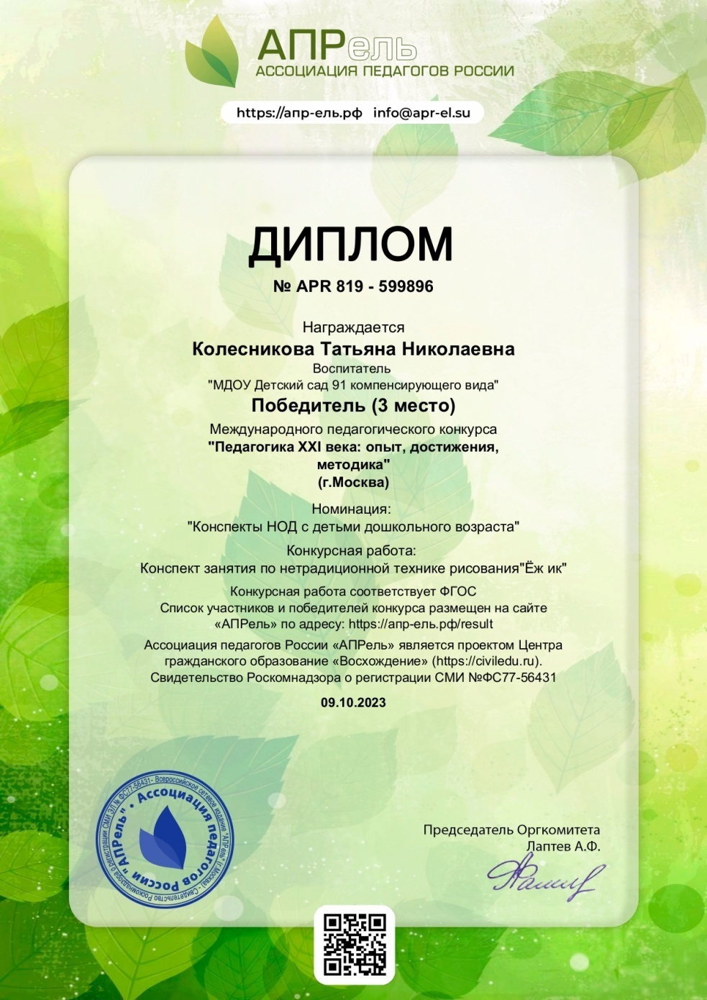 АПРель
АССОЦИАЦИЯ ПЕДАГОГОВ РОССИИ
https://апр-ель.рф info@apr-el.su
ДИПЛОМ
№ APR 819 - 599896
Награждается
Колесникова Татьяна Николаевна
Воспитатель
"МДОУ Детский сад 91 компенсирующего вида"
Победитель (3 место)
Международного педагогического конкурса
"Педагогика XXI века: опыт, достижения,
методика"
(г.Москва)
Номинация:
"Конспекты НОД с детьми дошкольного возраста"
Конкурсная работа:
Конспект занятия по нетрадиционной технике рисования"Ёж ик"
Конкурсная работа соответствует ФГОС
Список участников и победителей конкурса размещен на сайте
«АПРель» по адресу: https://апр-ель.рф/result
Ассоциация педагогов России «АПРель» является проектом Центра
гражданского образование «Восхождение» (https://civiledu.ru).
Свидетельство Роскомнадзора о регистрации СМИ №ФС77-56431
09.10.2023
Всероссийское сетевое издание "АПРель" (г.Москва) - Свидетельство Роскомнадзора о регистрации СМИ ЭЛ № ФС77-56431-
Ассоциация педагогов России "АПРель" •
Председатель Оргкомитета
Лаптев А.Ф.